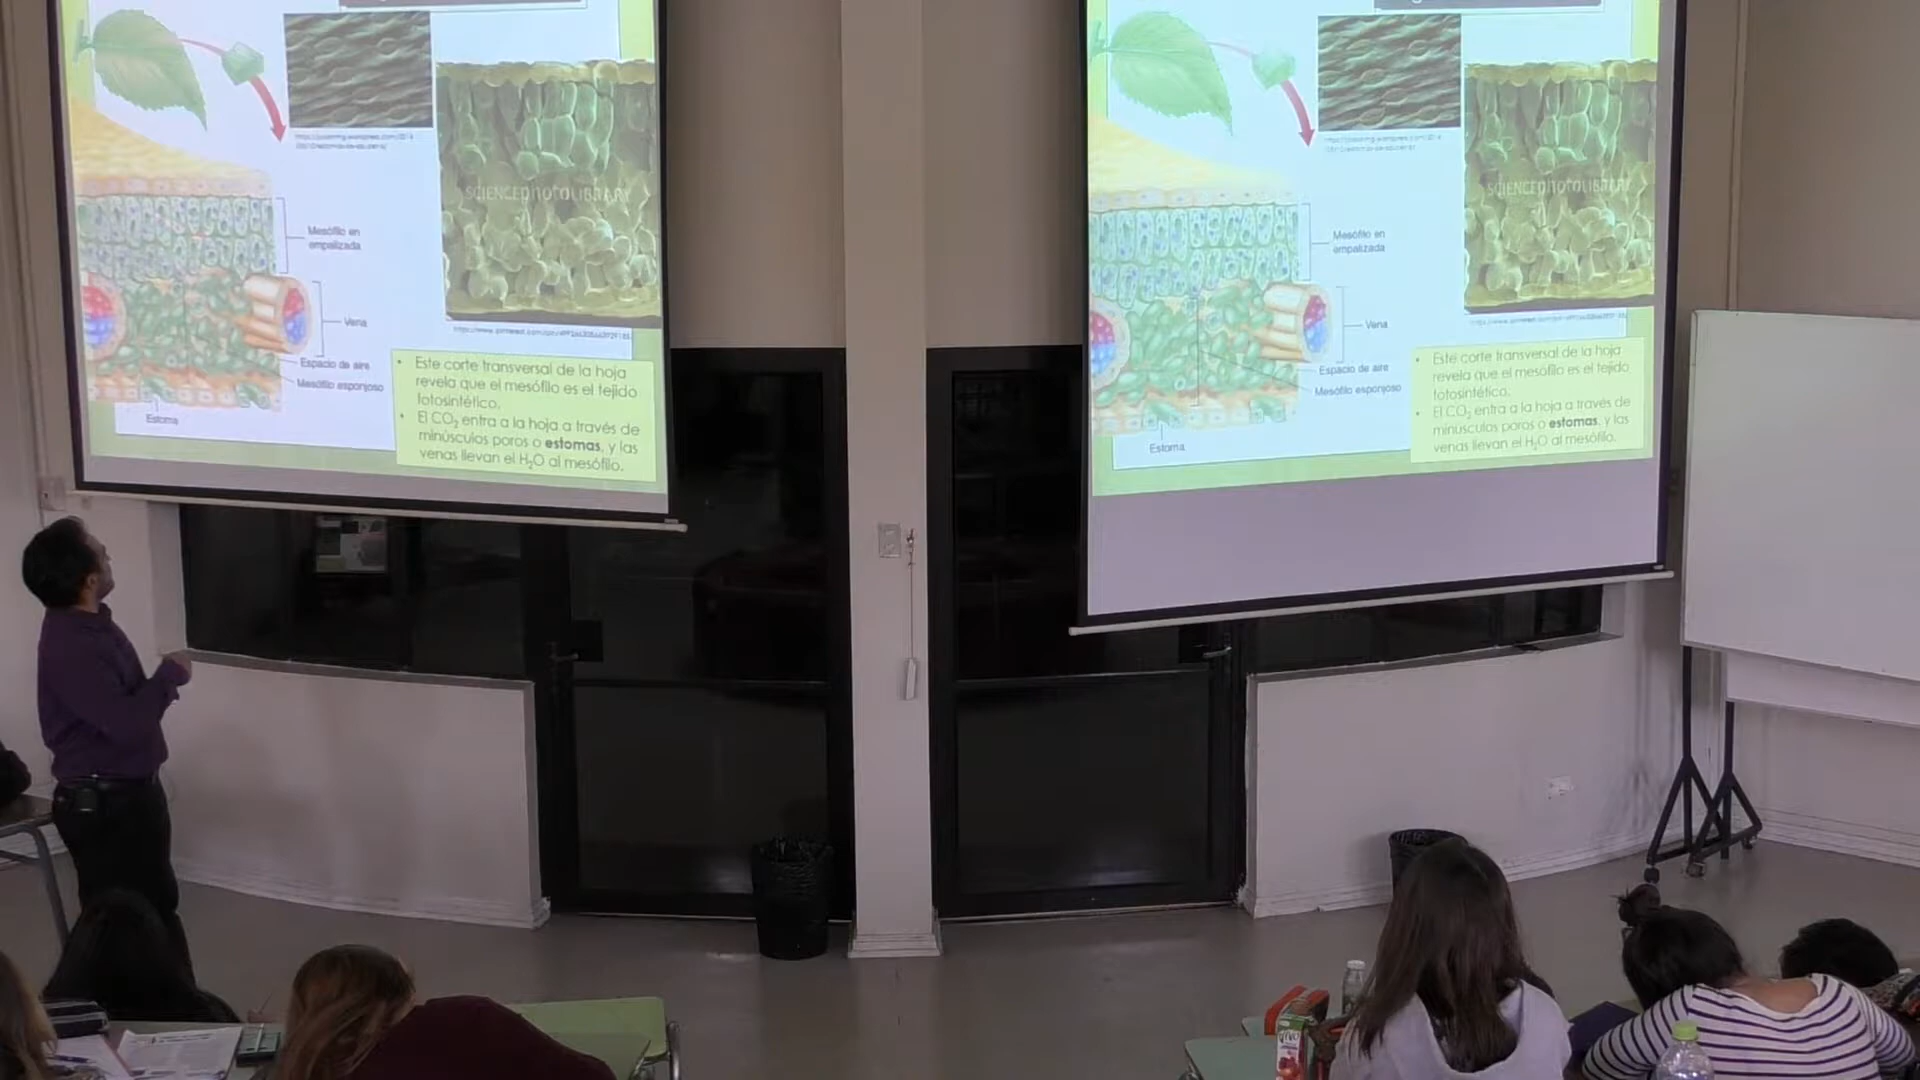 SCIENCEPHOTOLIBRARY
Mesófilo en
empalizada
Vena
Espacio de aire
Mesófilo esponjoso
Estoma
• Este corte transversal de la hoja
revela que el mesófilo es el tejido
fotosintético.
• El CO₂ entra a la hoja a través de
minúsculos poros o estomas, y las
venas llevan el H₂O al mesófilo.
SCIENCEPHOTOLIBRARY
Mesófilo en
empalizada
Vena
Espacio de aire
Mesófilo esponjoso
Estoma
• Este corte transversal de la hoja
revela que el mesófilo es el tejido
fotosintético.
• El CO₂ entra a la hoja a través de
minúsculos poros o estomas, y las
venas llevan el H₂O al mesófilo.